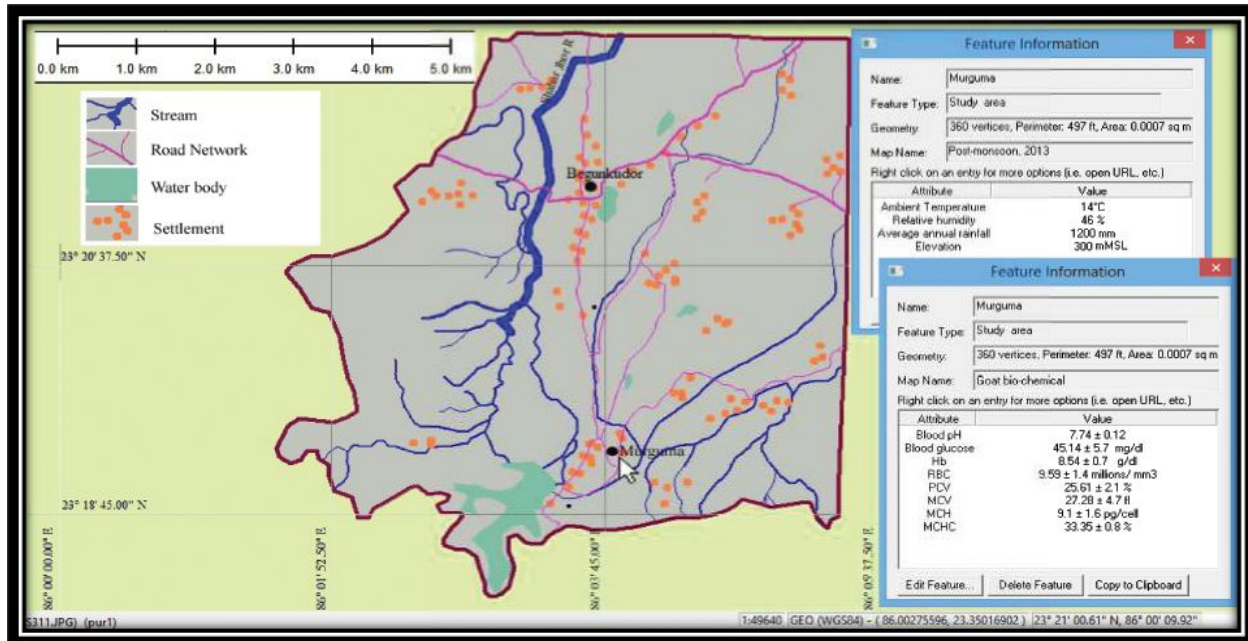 0.0 km 1.0 km 2.0 km 3.0 km 4.0 km 5.0 km
Stream
Road Network
Water body
Settlement
Begunkudor
Murguma
23° 20' 37.50" N
23° 18' 45.00" N
86° 00' 00.00" E
86° 01' 52.50" E
86° 03' 45.00" E
86° 05' 37.50" E
Feature Information
Name: Murguma
Feature Type: Study area
Geometry: 360 vertices, Perimeter: 497 ft, Area: 0.0007 sq m
Map Name: Post-monsoon, 2013
Right click on an entry for more options (i.e. open URL, etc.)
Attribute Value
Ambient Temperature 14°C
Relative humidity 46 %
Average annual rainfall 1200 mm
Elevation 300 mMSL
Feature Information
Name: Murguma
Feature Type: Study area
Geometry: 360 vertices, Perimeter: 497 ft, Area: 0.0007 sq m
Map Name: Goat bio-chemical
Right click on an entry for more options (i.e. open URL, etc.)
Attribute Value
Blood pH 7.74 ± 0.12
Blood glucose 45.14 ± 5.7 mg/dl
Hb 8.54 ± 0.7 g/dl
RBC 9.59 ± 1.4 millions/ mm3
PCV 25.61 ± 2.1 %
MCV 27.28 ± 4.7 fl
MCH 9.1 ± 1.6 pg/cell
MCHC 33.35 ± 0.8 %
Edit Feature... Delete Feature Copy to Clipboard
S311.JPG) (pur1) 1:49640 GEO (WGS84) - ( 86.00275596, 23.35016902 ) 23° 21' 00.61" N, 86° 00' 09.92"